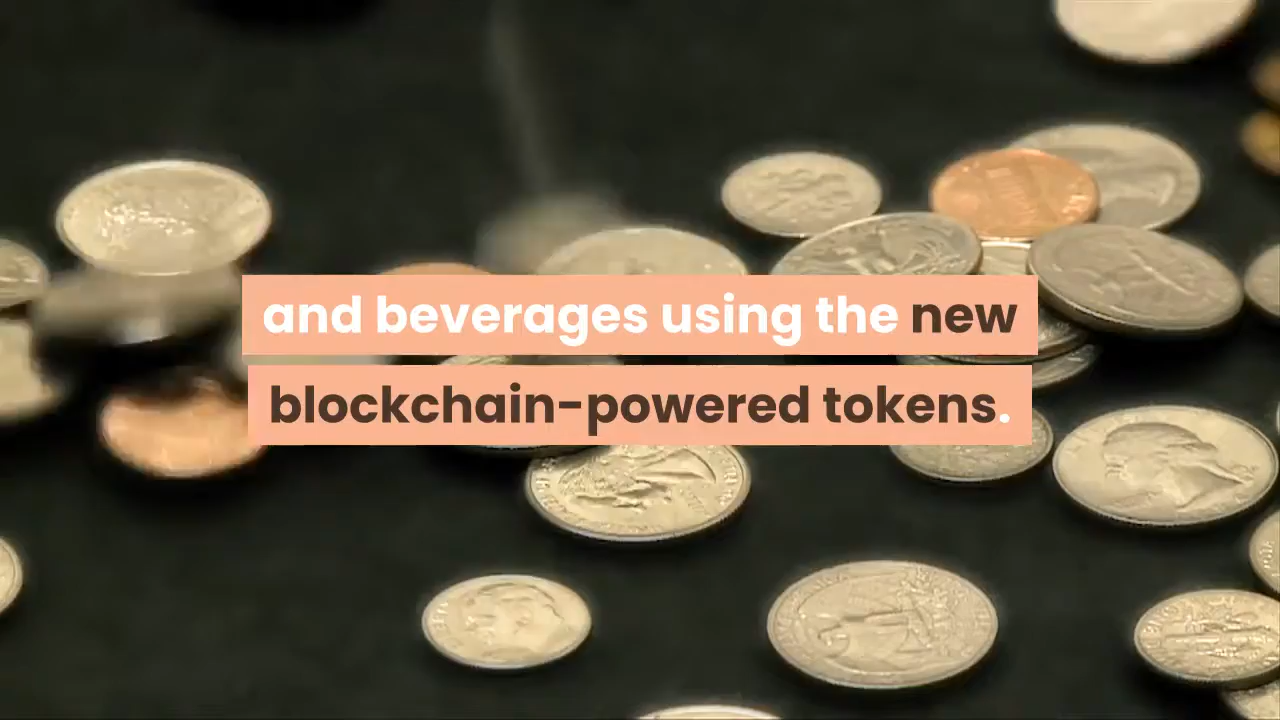 and beverages using the new
blockchain-powered tokens.